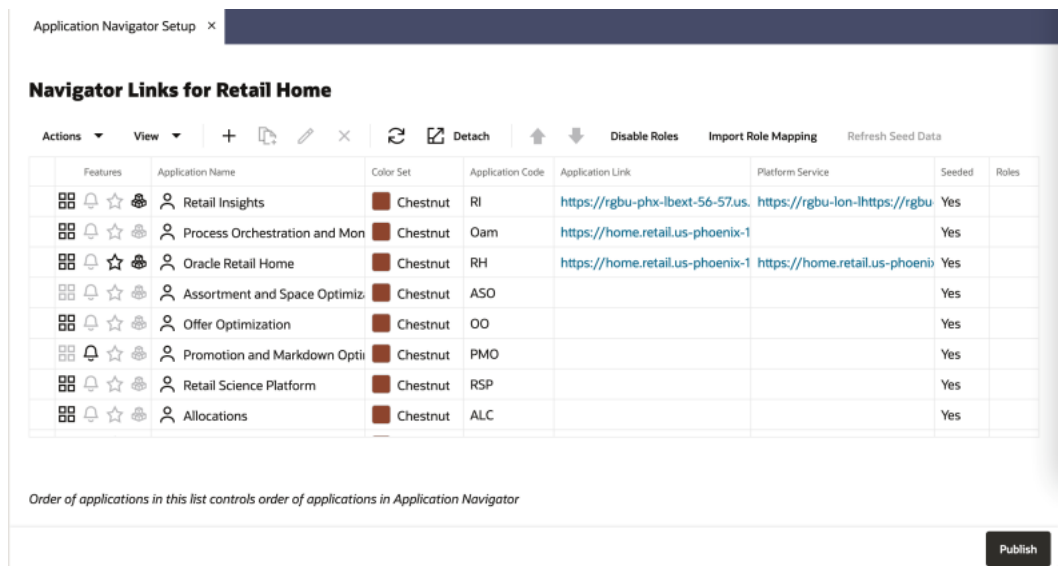 Application Navigator Setup ×
Navigator Links for Retail Home
Actions View Detach Disable Roles Import Role Mapping Refresh Seed Data
Features Application Name Color Set Application Code Application Link Platform Service Seeded Roles
Retail Insights Chestnut RI https://rgbu-phx-lbext-56-57.us. https://rgbu-lon-lhttps://rgbu- Yes
Process Orchestration and Mon Chestnut Oam https://home.retail.us-phoenix-1 Yes
Oracle Retail Home Chestnut RH https://home.retail.us-phoenix-1 https://home.retail.us-phoenix Yes
Assortment and Space Optimiz Chestnut ASO Yes
Offer Optimization Chestnut OO Yes
Promotion and Markdown Opti Chestnut PMO Yes
Retail Science Platform Chestnut RSP Yes
Allocations Chestnut ALC Yes
Order of applications in this list controls order of applications in Application Navigator
Publish